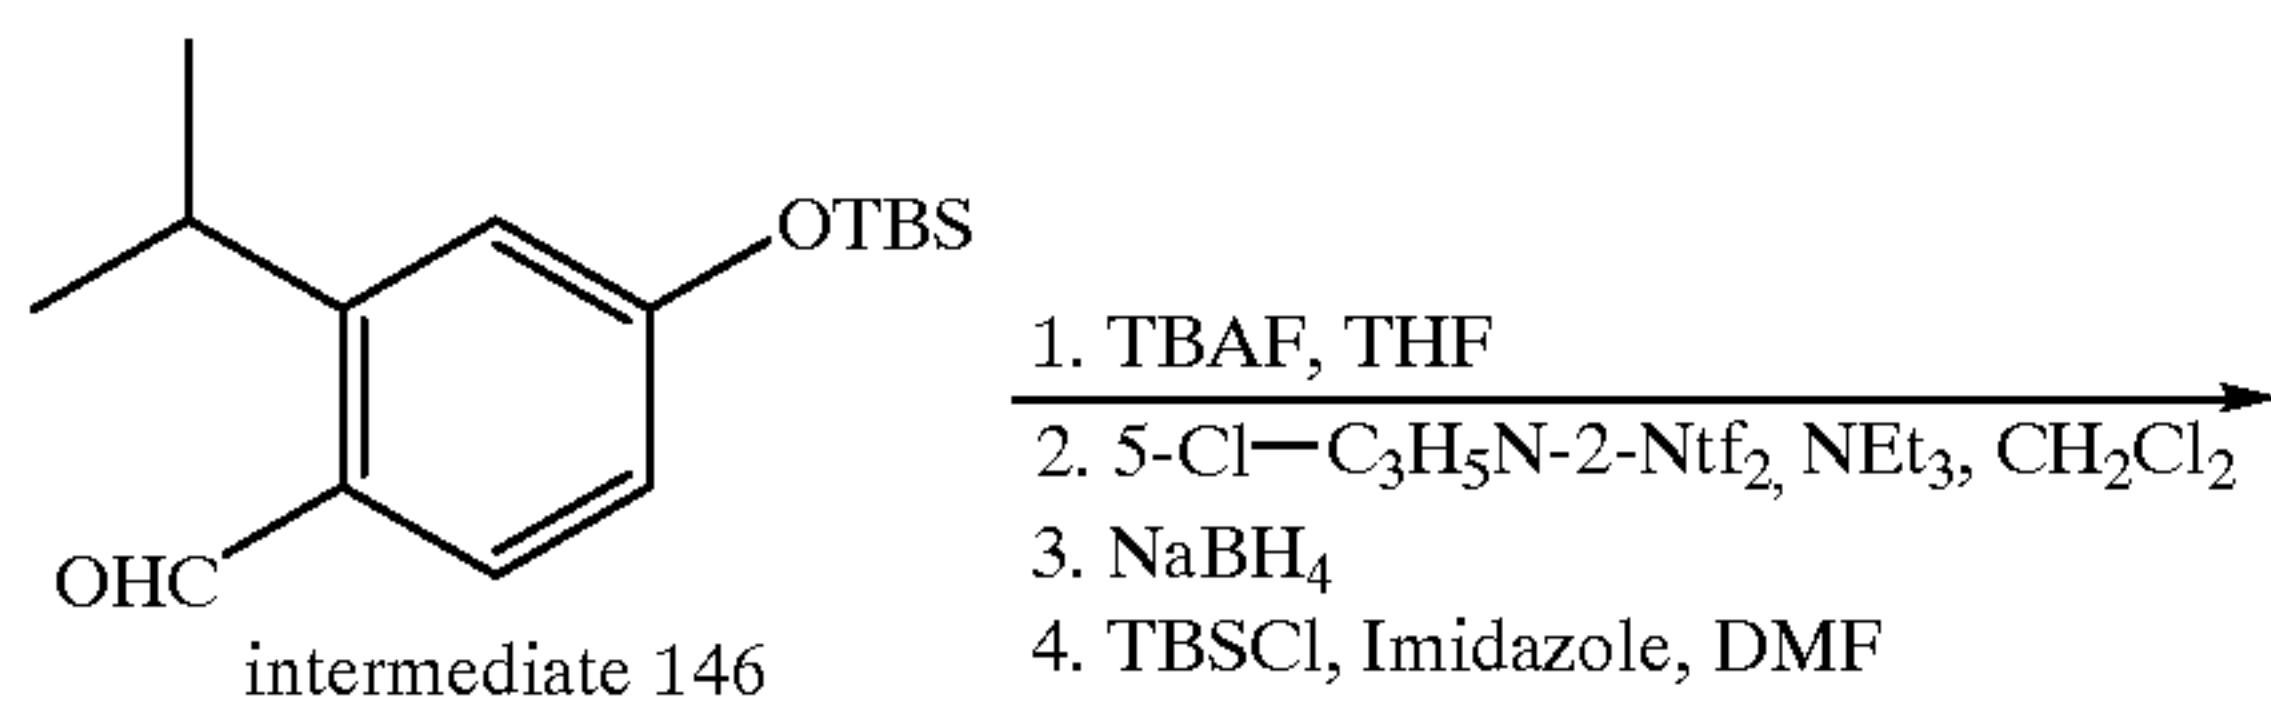 OTBS
1. TBAF, THF
2. 5-Cl—C₃H₅N-2-Ntf₂, NEt₃, CH₂Cl₂
3. NaBH₄
4. TBSCl, Imidazole, DMF
OHC
intermediate 146